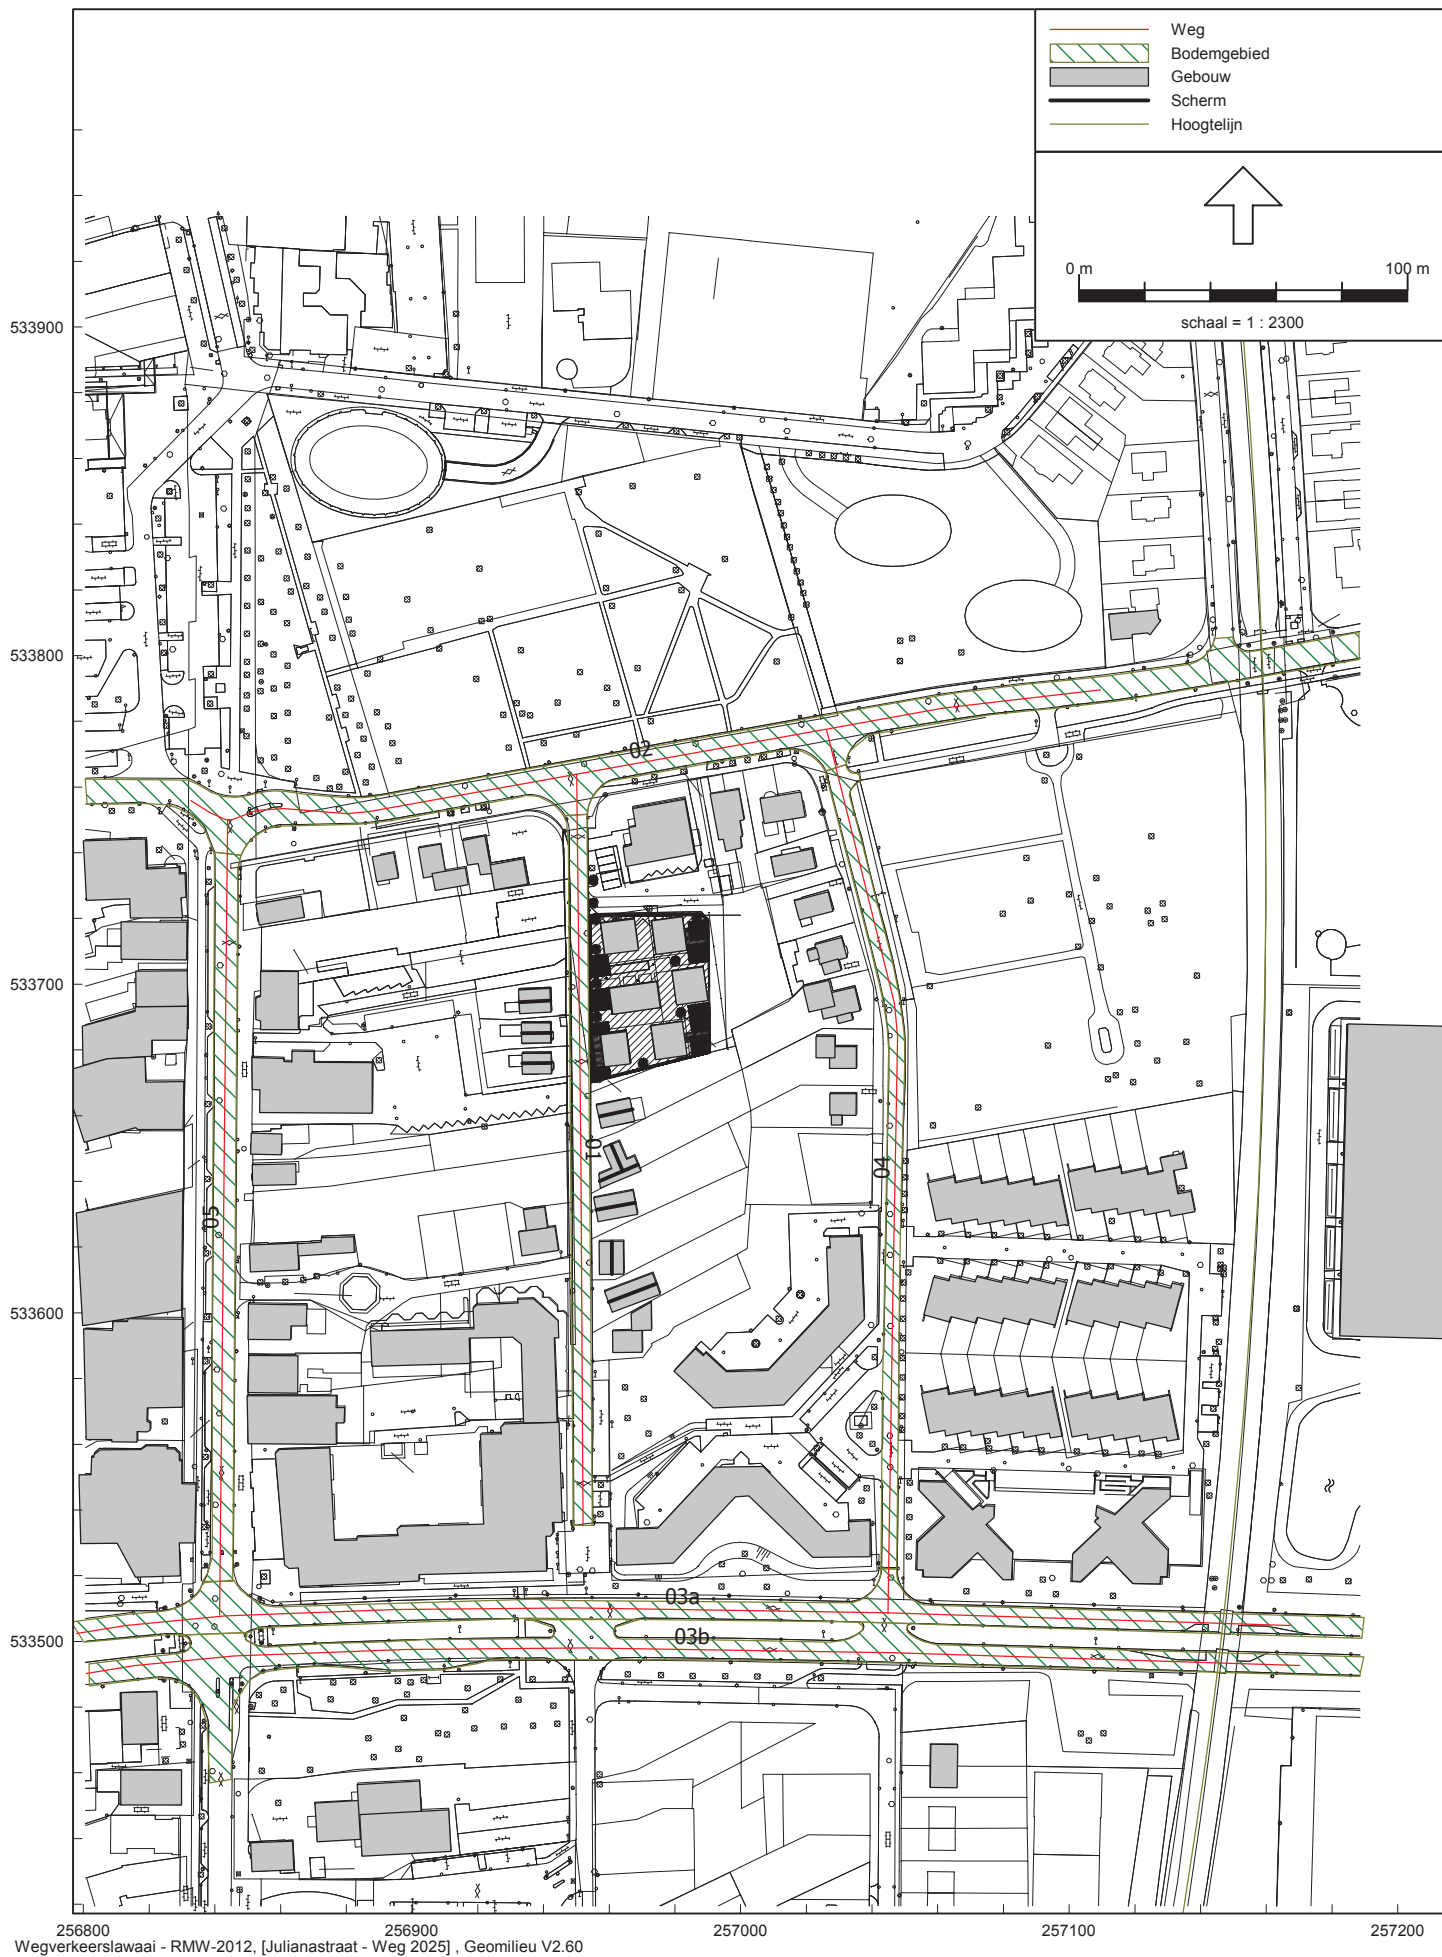 Weg
Bodemgebied
Gebouw
Scherm
Hoogtelijn
0 m 100 m
schaal = 1 : 2300
533900
533800
02
533700
01
04
05
533600
03a
03b
533500
256800 256900 257000 257100 257200
Wegverkeerslawaai - RMW-2012, [Julianastraat - Weg 2025] , Geomilieu V2.60